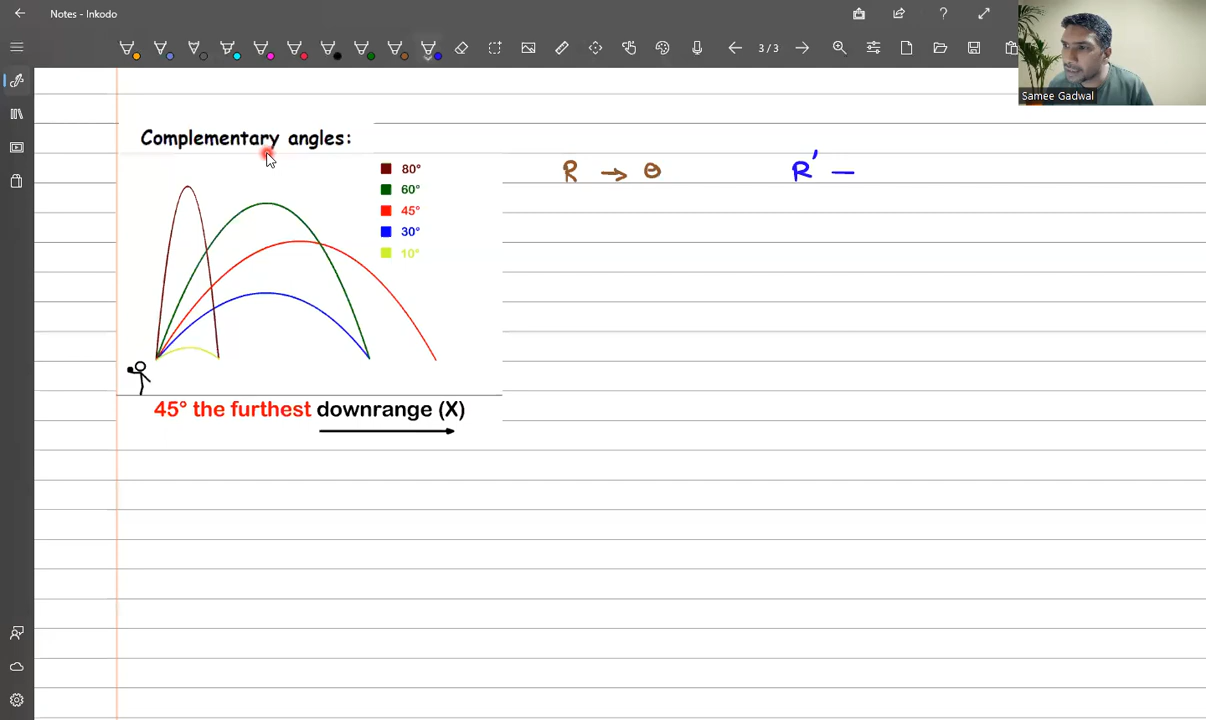 Notes - Inkodo
3 / 3
Samee Gadwal
Complementary angles:
80°
60°
45°
30°
10°
R → θ
R' —
45° the furthest downrange (X)